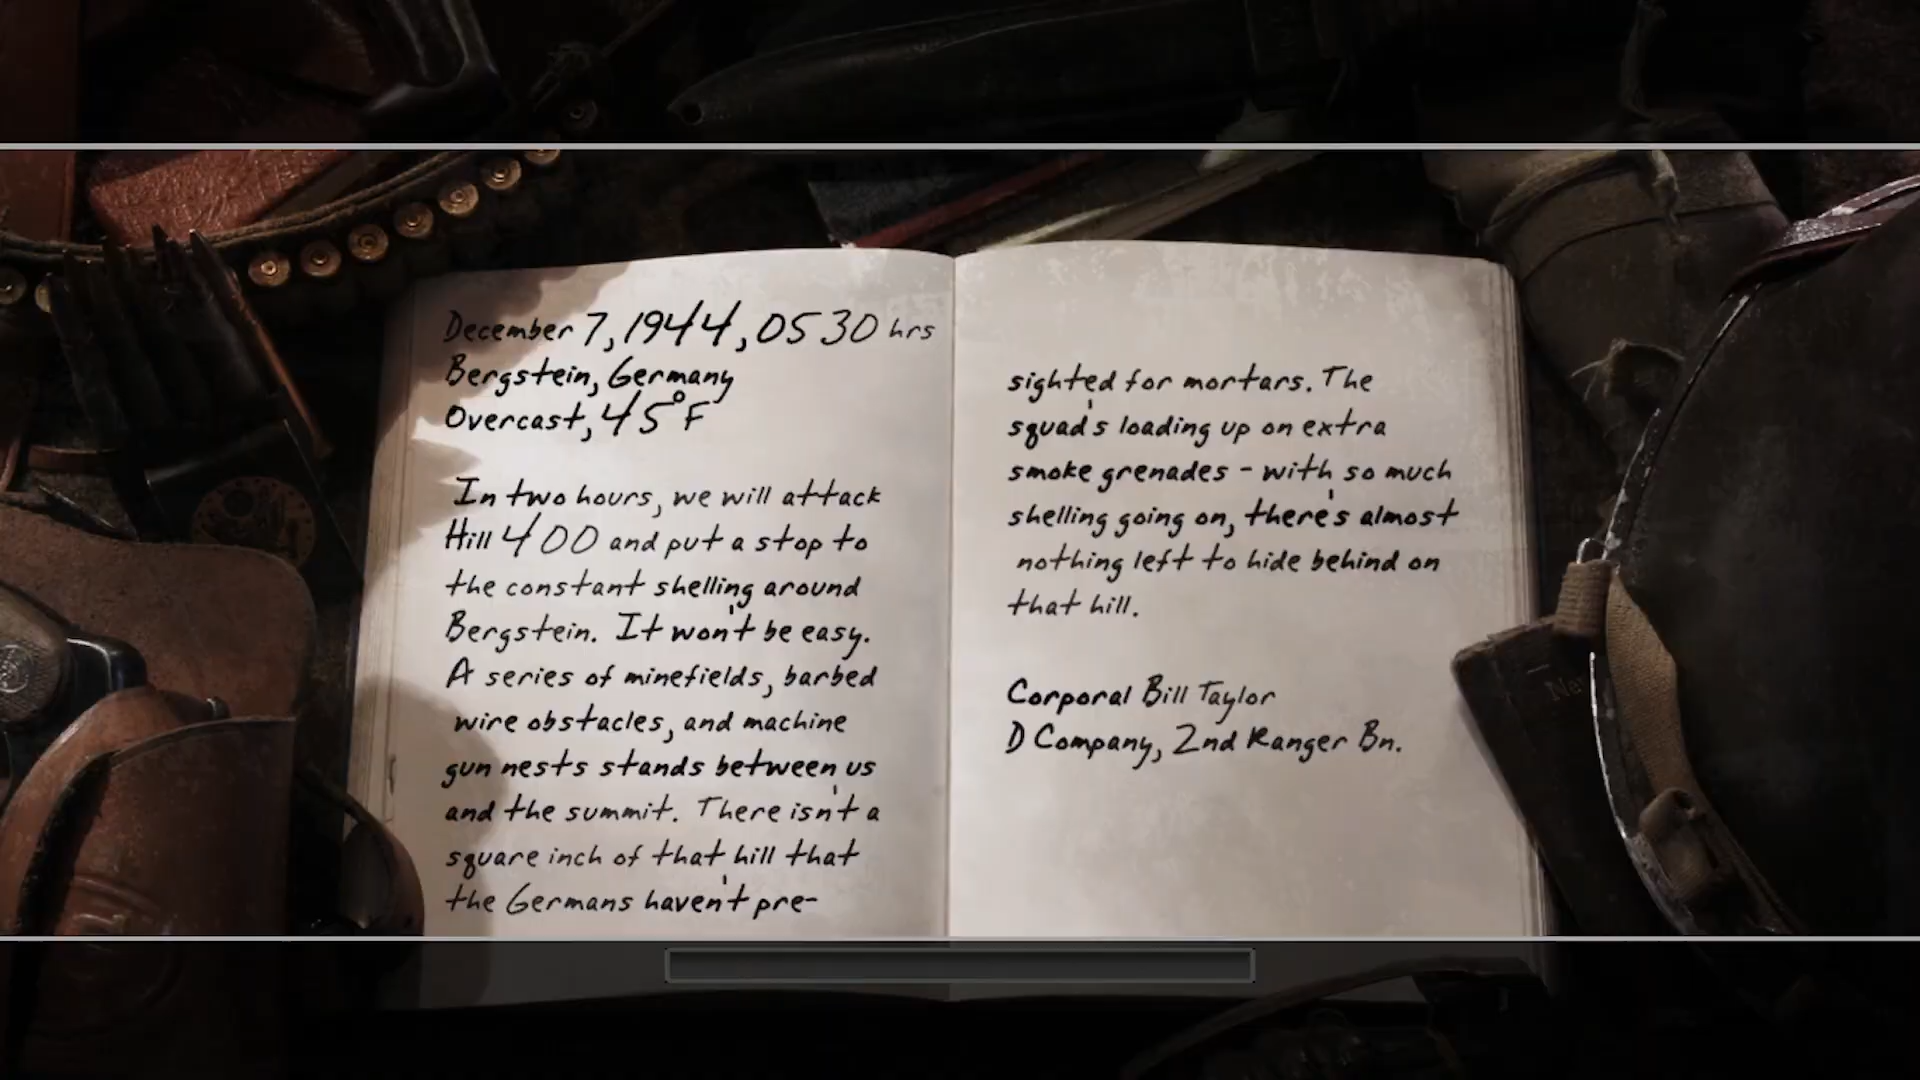 December 7, 1944, 0530 hrs
Bergstein, Germany
Overcast, 45°F
In two hours, we will attack
Hill 400 and put a stop to
the constant shelling around
Bergstein. It won't be easy.
A series of minefields, barbed
wire obstacles, and machine
gun nests stands between us
and the summit. There isn't a
square inch of that hill that
the Germans haven't pre-
sighted for mortars. The
squad's loading up on extra
smoke grenades - with so much
shelling going on, there's almost
nothing left to hide behind on
that hill.
Corporal Bill Taylor
D Company, 2nd Ranger Bn.